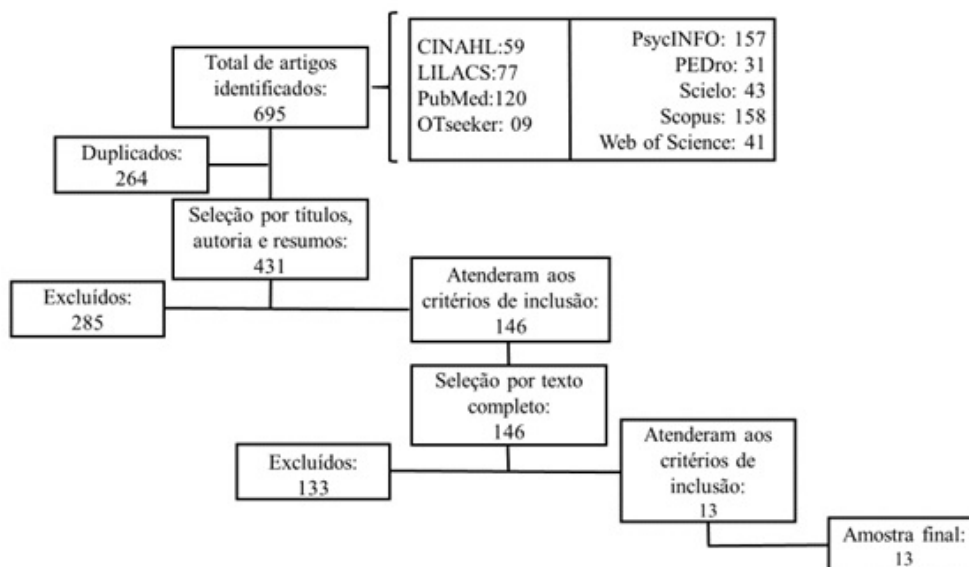 Total de artigos
identificados:
695
CINAHL:59
LILACS:77
PubMed:120
OTseeker: 09
PsycINFO: 157
PEDro: 31
Scielo: 43
Scopus: 158
Web of Science: 41
Duplicados:
264
Seleção por títulos,
autoria e resumos:
431
Excluídos:
285
Atenderam aos
critérios de inclusão:
146
Seleção por texto
completo:
146
Excluídos:
133
Atenderam aos
critérios de
inclusão:
13
Amostra final:
13